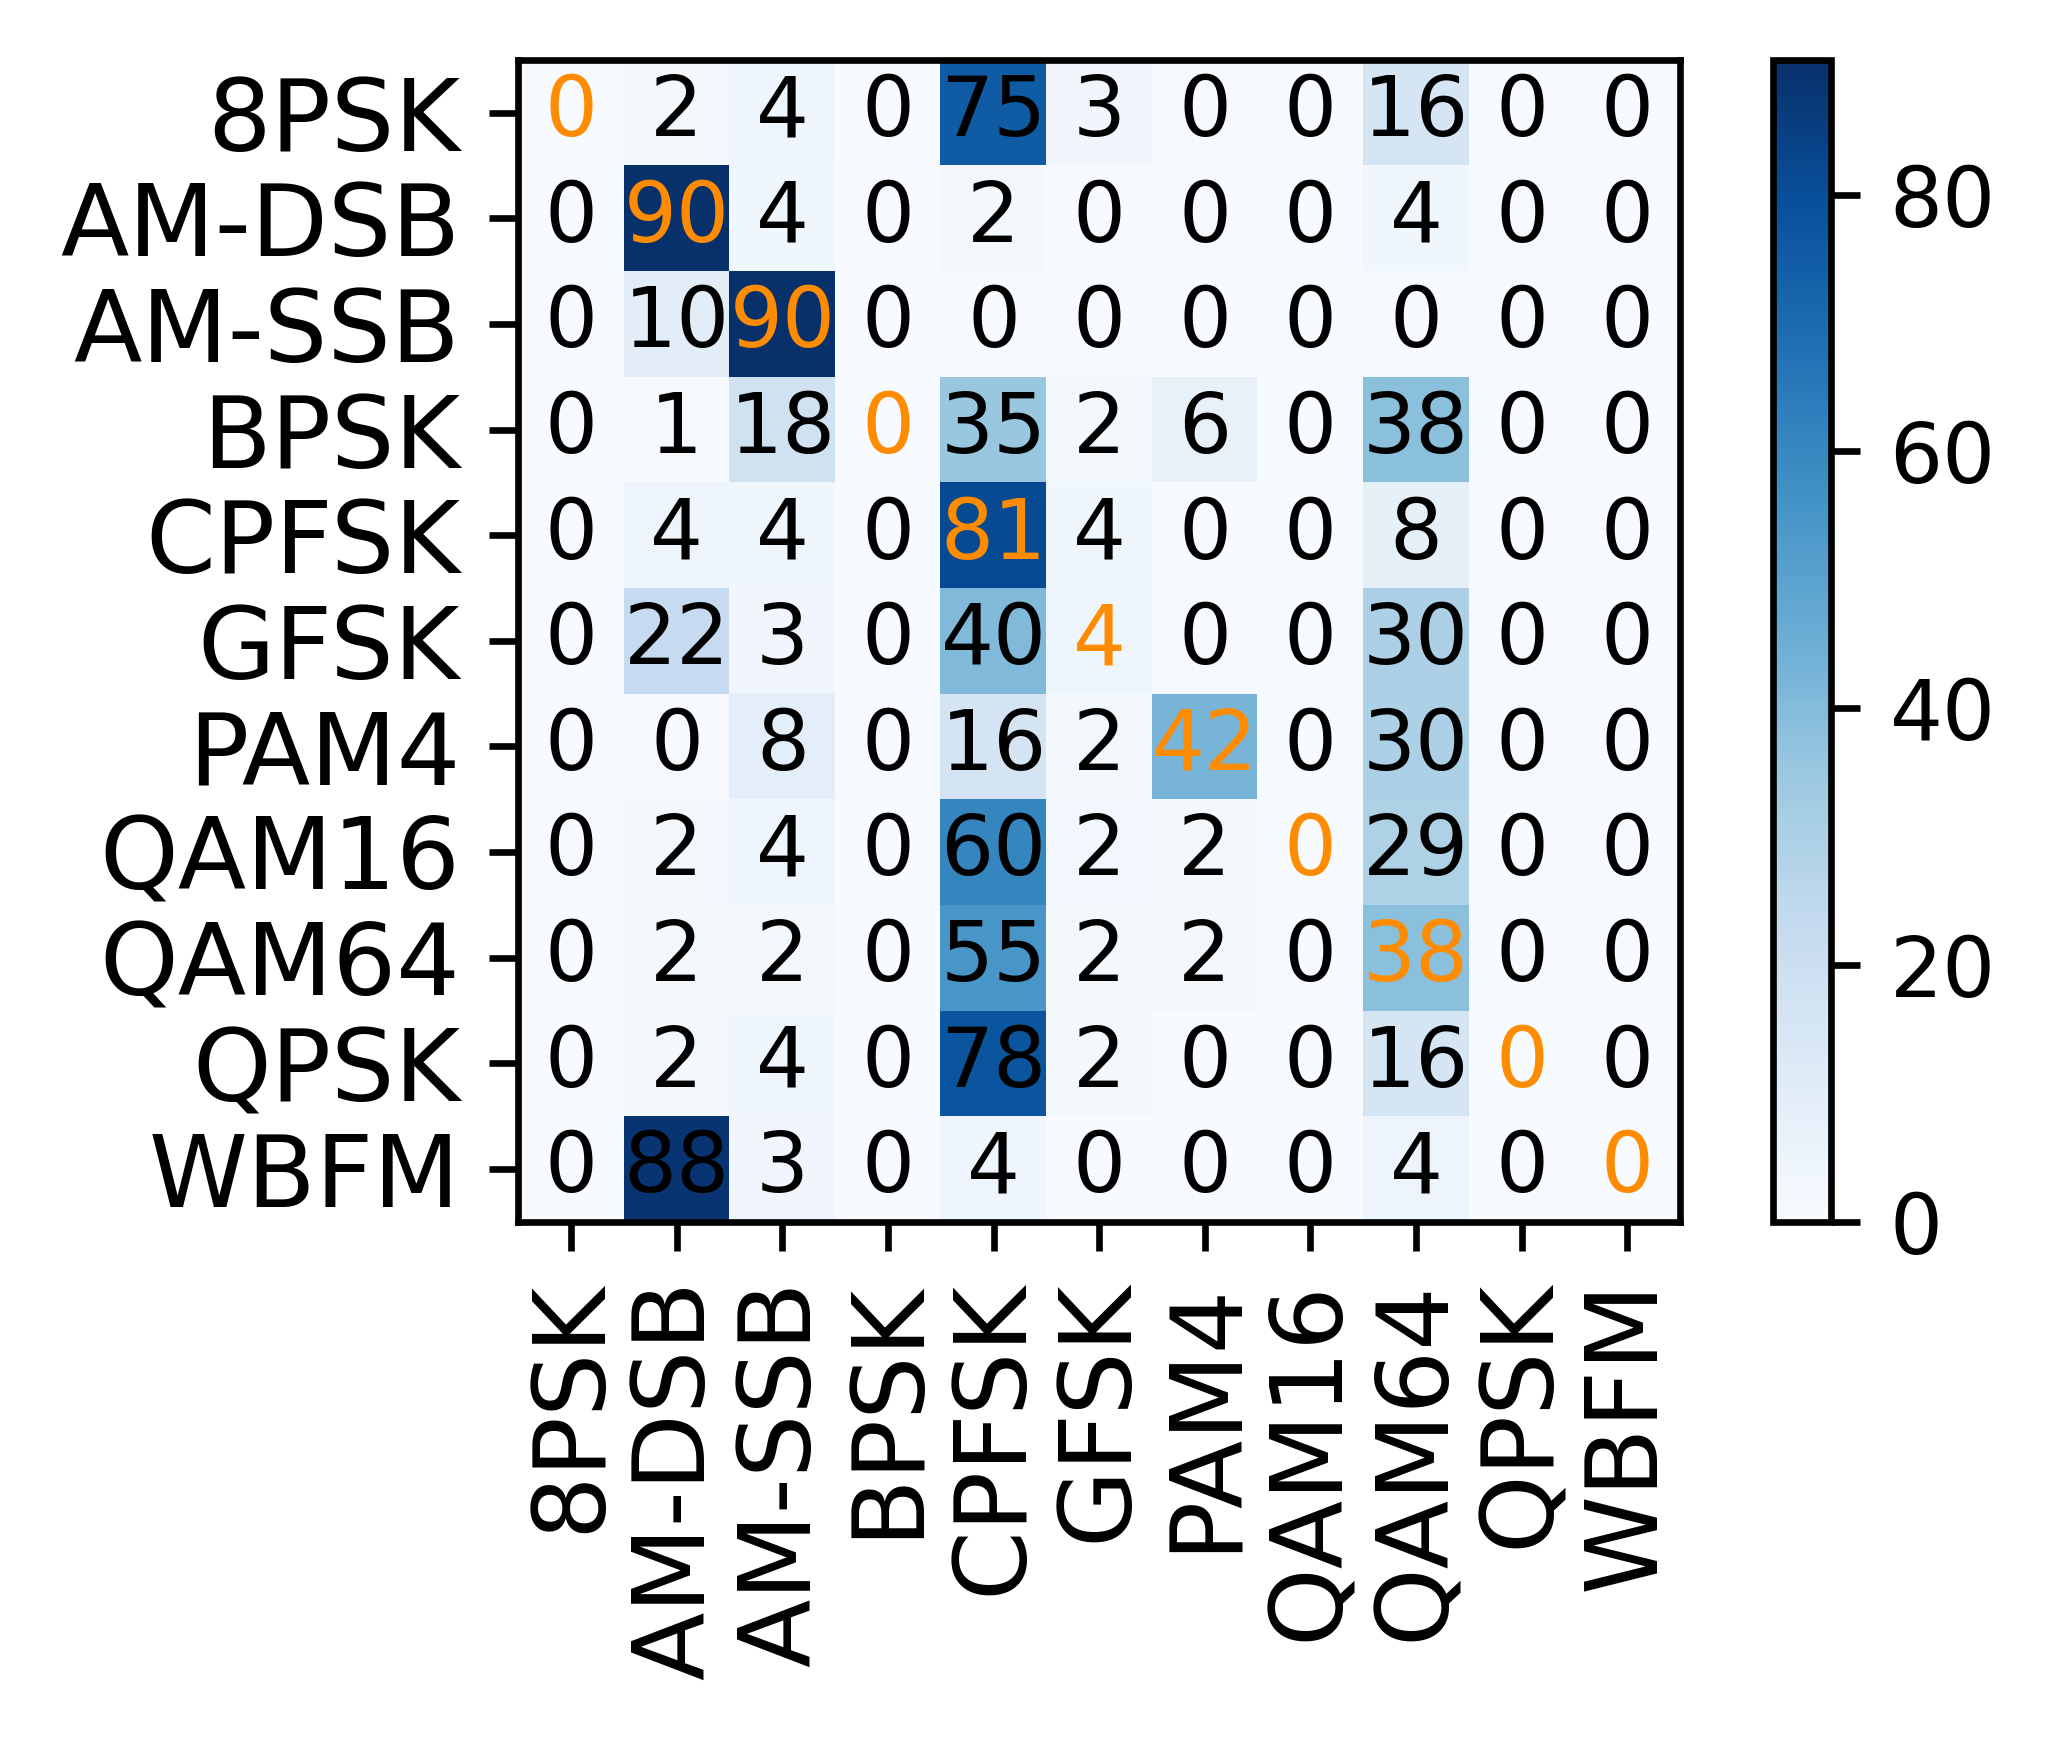 8PSK 0 2 4 0 75 3 0 0 16 0 0
AM-DSB 0 90 4 0 2 0 0 0 4 0 0
AM-SSB 0 10 90 0 0 0 0 0 0 0 0
BPSK 0 1 18 0 35 2 6 0 38 0 0
CPFSK 0 4 4 0 81 4 0 0 8 0 0
GFSK 0 22 3 0 40 4 0 0 30 0 0
PAM4 0 0 8 0 16 2 42 0 30 0 0
QAM16 0 2 4 0 60 2 2 0 29 0 0
QAM64 0 2 2 0 55 2 2 0 38 0 0
QPSK 0 2 4 0 78 2 0 0 16 0 0
WBFM 0 88 3 0 4 0 0 0 4 0 0
8PSK
AM-DSB
AM-SSB
BPSK
CPFSK
GFSK
PAM4
QAM16
QAM64
QPSK
WBFM
80
60
40
20
0